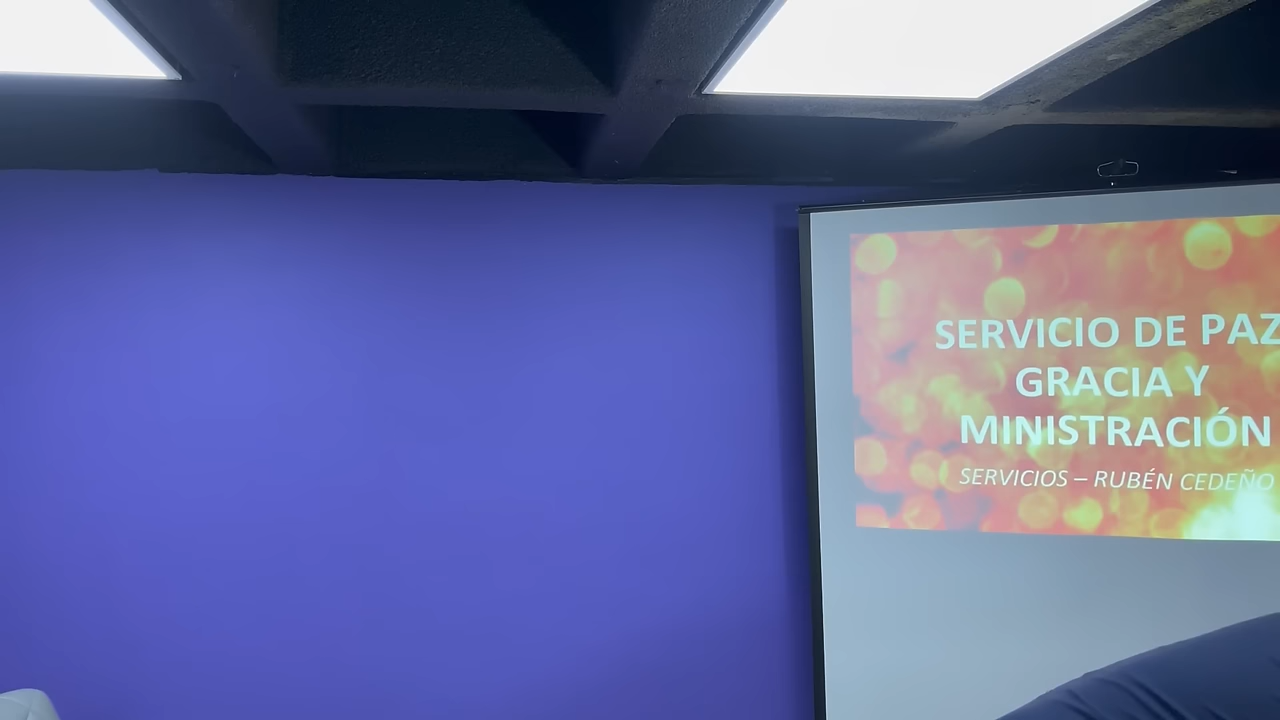 SERVICIO DE PAZ
GRACIA Y
MINISTRACIÓN
SERVICIOS – RUBÉN CEDEÑO